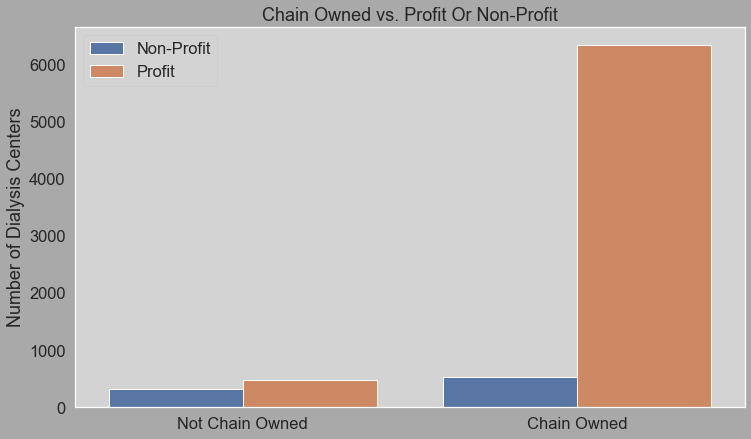 Chain Owned vs. Profit Or Non-Profit
Non-Profit
Profit
Number of Dialysis Centers
6000
5000
4000
3000
2000
1000
0
Not Chain Owned
Chain Owned